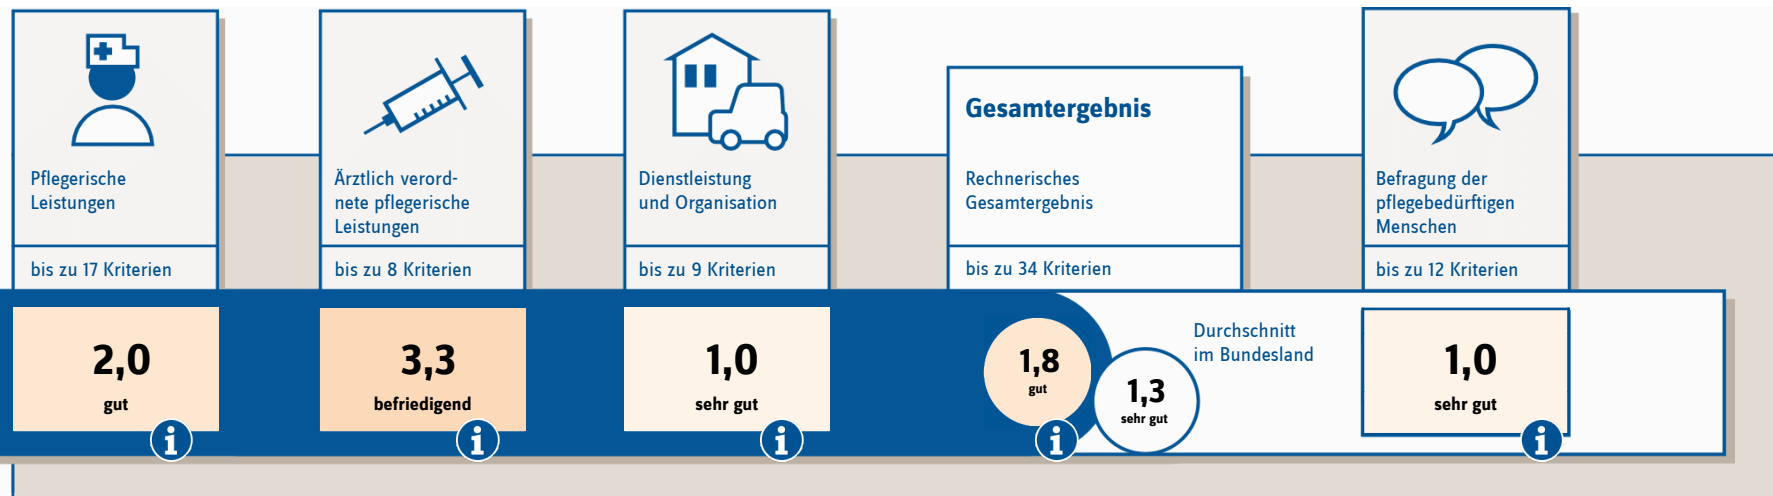 Pflegerische
Leistungen
bis zu 17 Kriterien
2,0
gut
i
Ärztlich verord-
nete pflegerische
Leistungen
bis zu 8 Kriterien
3,3
befriedigend
i
Dienstleistung
und Organisation
bis zu 9 Kriterien
1,0
sehr gut
i
Gesamtergebnis
Rechnerisches
Gesamtergebnis
bis zu 34 Kriterien
1,8
gut
i
Durchschnitt
im Bundesland
1,3
sehr gut
Befragung der
pflegebedürftigen
Menschen
bis zu 12 Kriterien
1,0
sehr gut
i